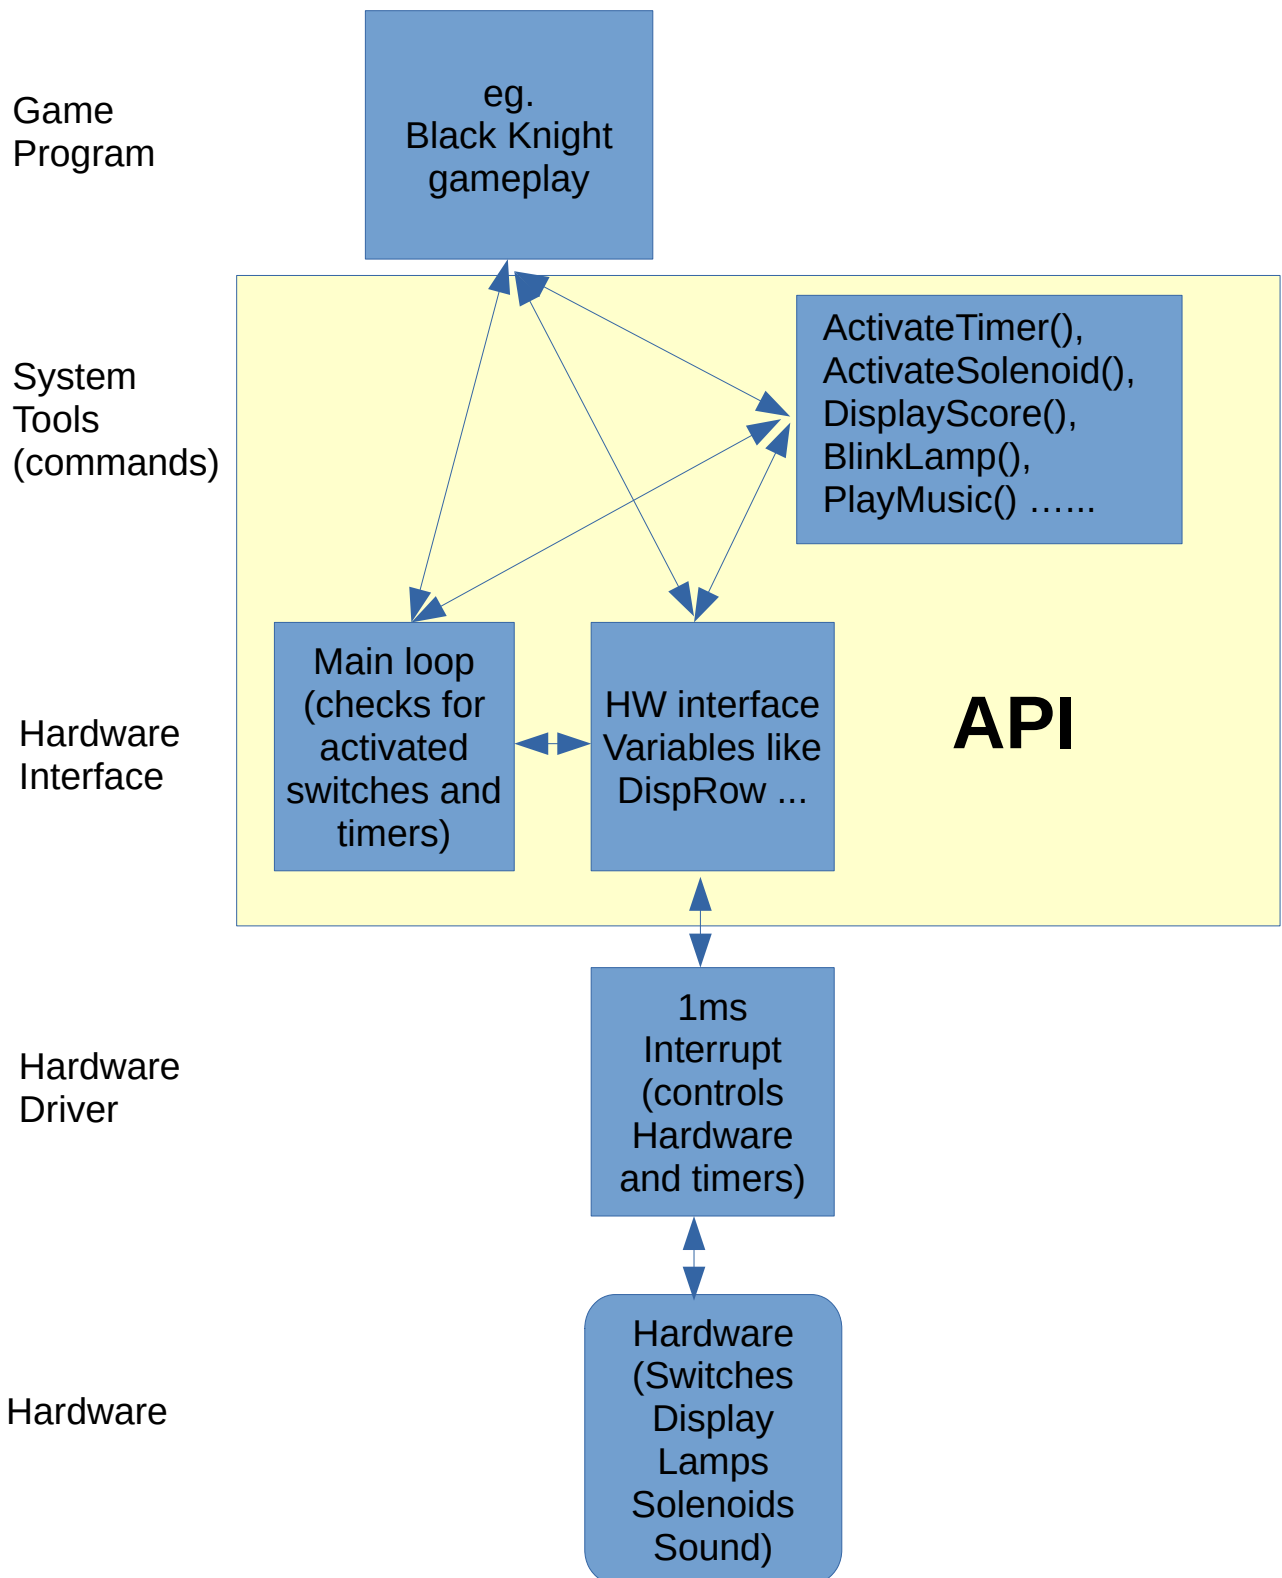 Game
Program
eg.
Black Knight
gameplay
System
Tools
(commands)
ActivateTimer(),
ActivateSolenoid(),
DisplayScore(),
BlinkLamp(),
PlayMusic() …...
Hardware
Interface
Main loop
(checks for
activated
switches and
timers)
HW interface
Variables like
DispRow ...
API
Hardware
Driver
1ms
Interrupt
(controls
Hardware
and timers)
Hardware
Hardware
(Switches
Display
Lamps
Solenoids
Sound)